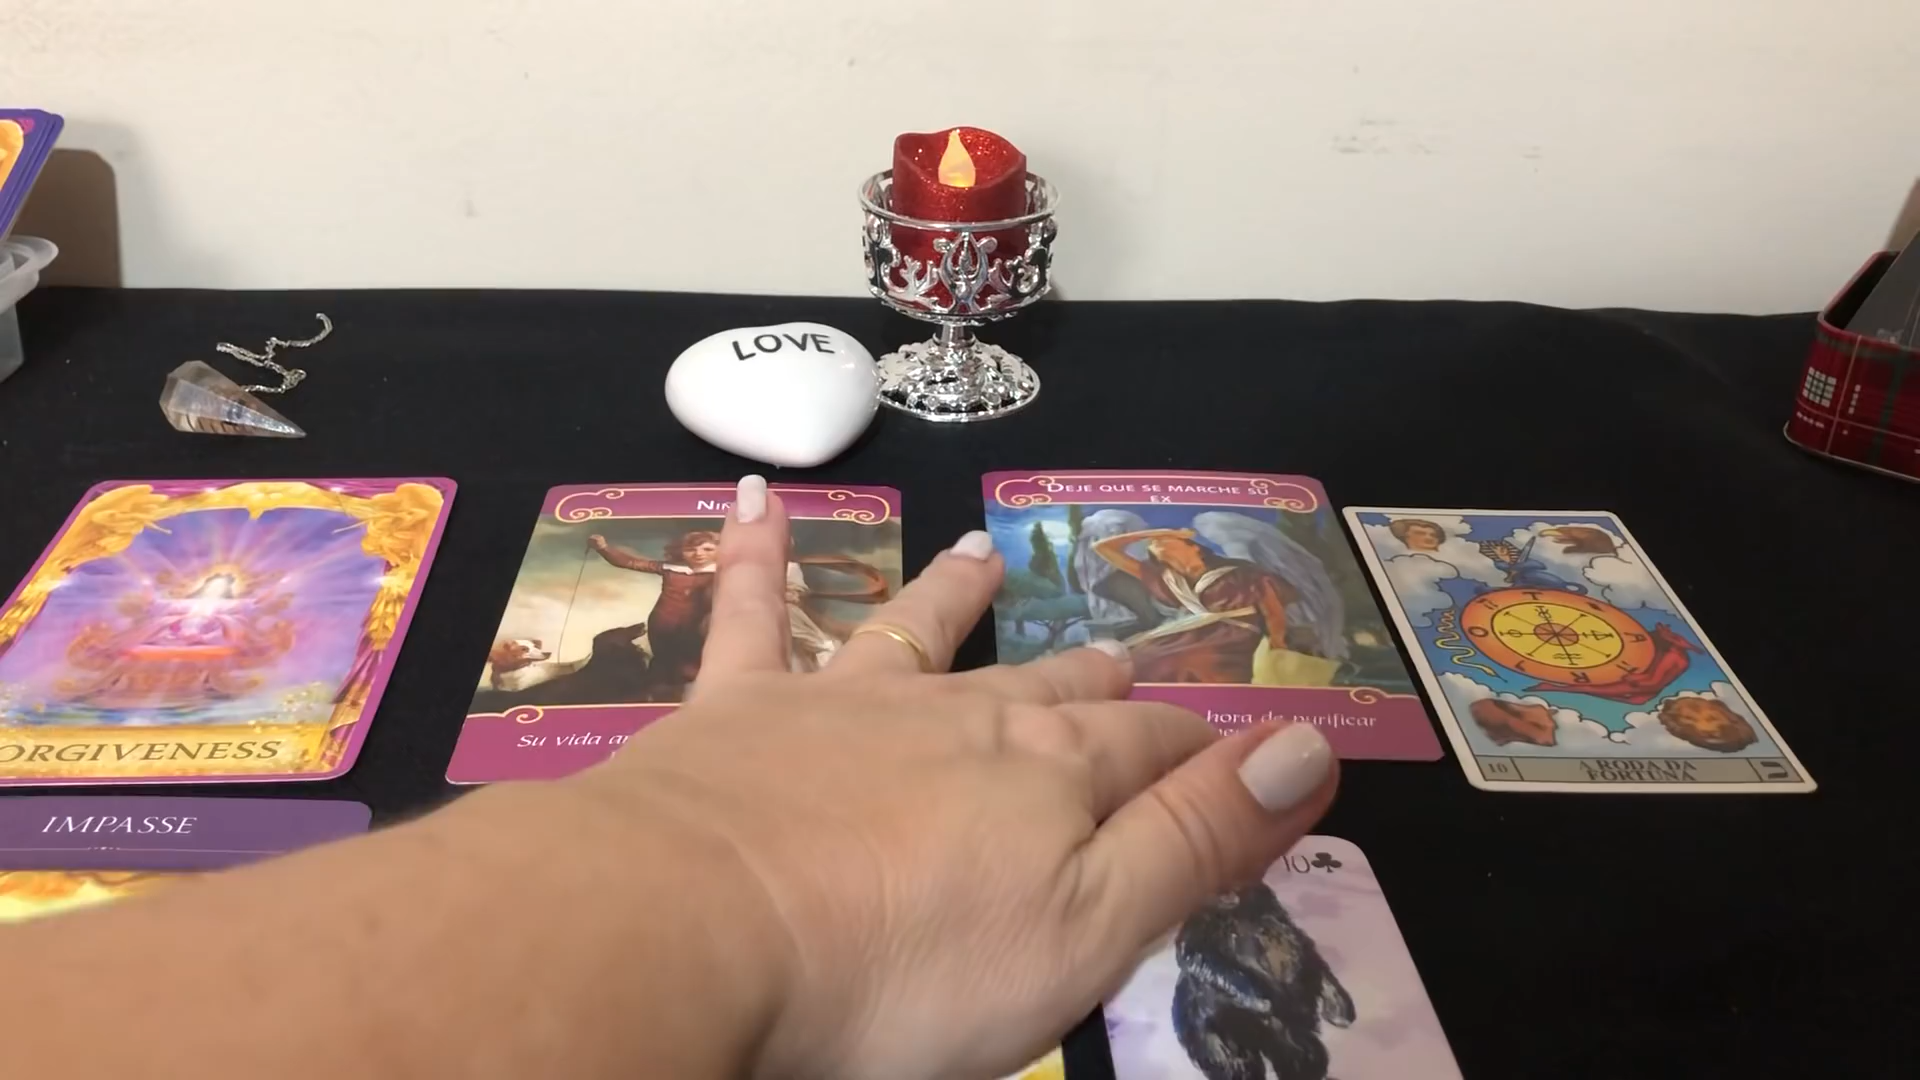 LOVE
DEJE QUE SE MARCHE SU
EX
hora de purificar
Su vida
ORGIVENESS
10
A RODA DA
FORTUNA
IMPASSE
10♣